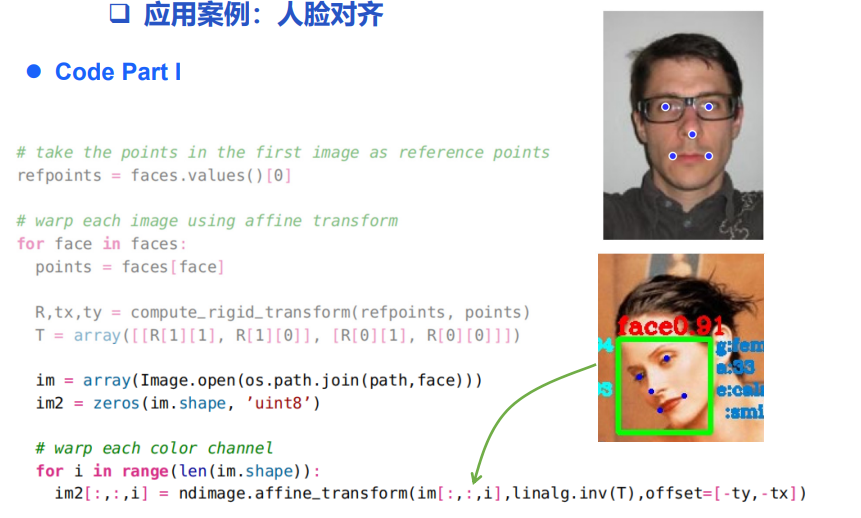 ❑ 应用案例：人脸对齐
● Code Part I
# take the points in the first image as reference points
refpoints = faces.values()[0]
# warp each image using affine transform
for face in faces:
points = faces[face]
R,tx,ty = compute_rigid_transform(refpoints, points)
T = array([[R[1][1], R[1][0]], [R[0][1], R[0][0]]])
im = array(Image.open(os.path.join(path,face)))
im2 = zeros(im.shape, ’uint8’)
# warp each color channel
for i in range(len(im.shape)):
im2[:,:,i] = ndimage.affine_transform(im[:,:,i],linalg.inv(T),offset=[-ty,-tx])
face0.91
g:fem
a:33
:smi